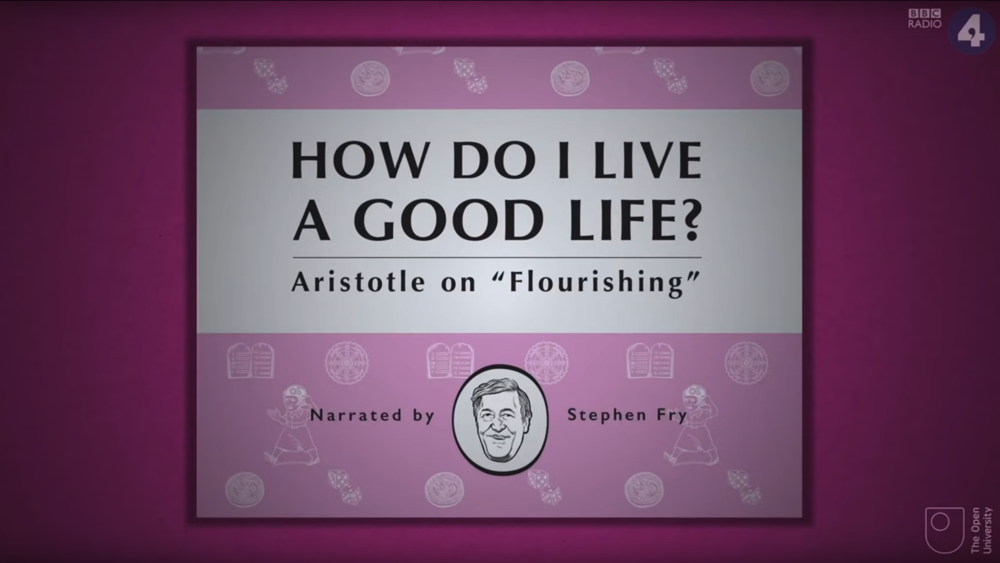 BBC
RADIO
4
HOW DO I LIVE
A GOOD LIFE?
Aristotle on “Flourishing”
Narrated by Stephen Fry
The Open
University